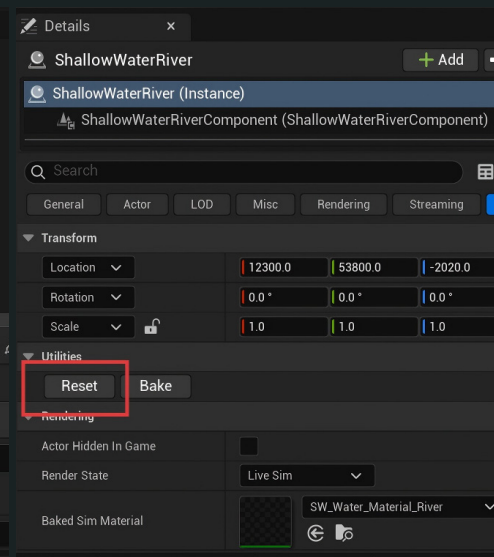 Details
ShallowWaterRiver
Add
ShallowWaterRiver (Instance)
ShallowWaterRiverComponent (ShallowWaterRiverComponent)
Search
General Actor LOD Misc Rendering Streaming
Transform
Location 12300.0 53800.0 -2020.0
Rotation 0.0 ° 0.0 ° 0.0 °
Scale 1.0 1.0 1.0
Utilities
Reset Bake
Rendering
Actor Hidden In Game
Render State Live Sim
Baked Sim Material SW_Water_Material_River